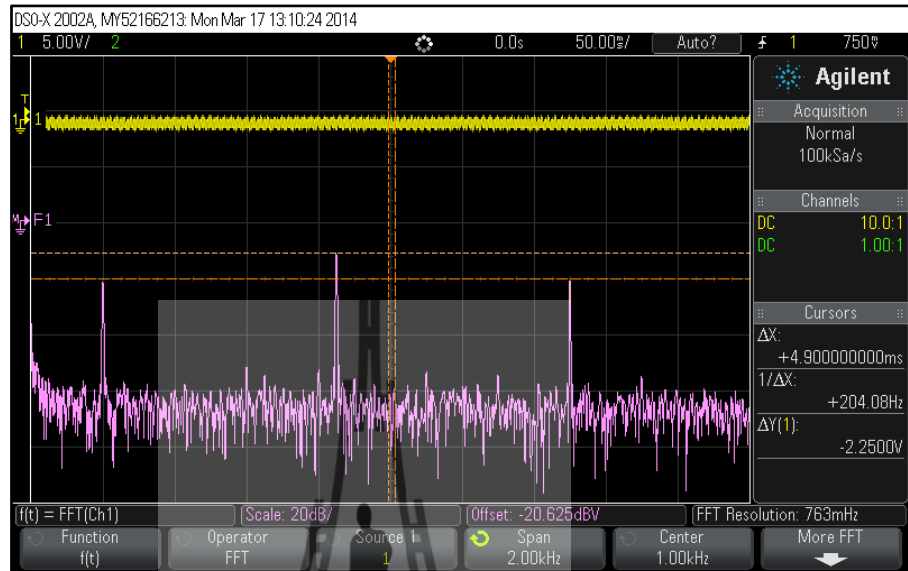 DSO-X 2002A, MY52166213: Mon Mar 17 13:10:24 2014
1 5.00V/ 2 0.0s 50.00ms/ Auto? 1 750V
Agilent
Acquisition
Normal
100kSa/s
Channels
DC 10.0:1
DC 1.00:1
Cursors
ΔX:
+4.900000000ms
1/ΔX:
+204.08Hz
ΔY(1):
-2.2500V
T
1 1
M F1
f(t) = FFT(Ch1) Scale: 20dB/ Offset: -20.625dBV FFT Resolution: 763mHz
Function Operator Source 1 Span Center More FFT
f(t) FFT 1 2.00kHz 1.00kHz